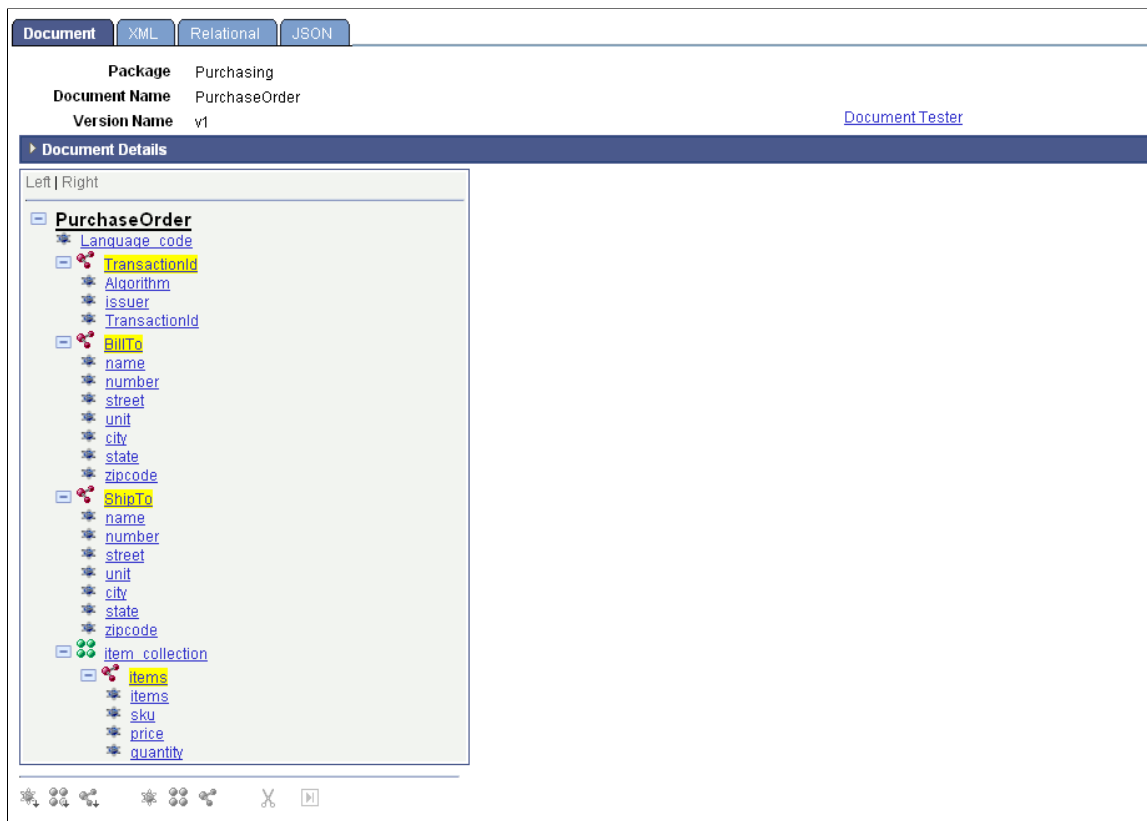 Document XML Relational JSON
Package Purchasing
Document Name PurchaseOrder
Version Name v1 Document Tester
Document Details
Left | Right
PurchaseOrder
Language_code
TransactionId
Algorithm
issuer
TransactionId
BillTo
name
number
street
unit
city
state
zipcode
ShipTo
name
number
street
unit
city
state
zipcode
item_collection
items
items
sku
price
quantity